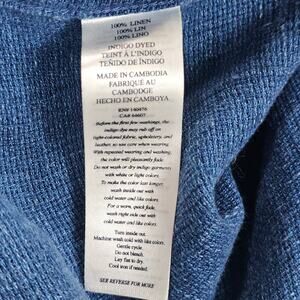 100% LINEN
100% LIN
100% LINO
INDIGO DYED
TEINT À L'INDIGO
TEÑIDO DE ÍNDIGO
MADE IN CAMBODIA
FABRIQUÉ AU
CAMBODGE
HECHO EN CAMBOYA
RN# 140476
CA# 64607
Before the first few washings, the
indigo dye may rub off on
light-colored fabric, upholstery, and
leather, so use care when wearing.
With repeated wearing and washing,
the color will pleasantly fade.
Do not wash or dry indigo garments
with white or light colors.
To make the color last longer,
wash inside out with
cold water and like colors.
For a worn, quick fade,
wash right side out with
cold water and like colors.
Turn inside out.
Machine wash cold with like colors.
Gentle cycle.
Do not bleach.
Lay flat to dry.
Cool iron if needed.
SEE REVERSE FOR MORE